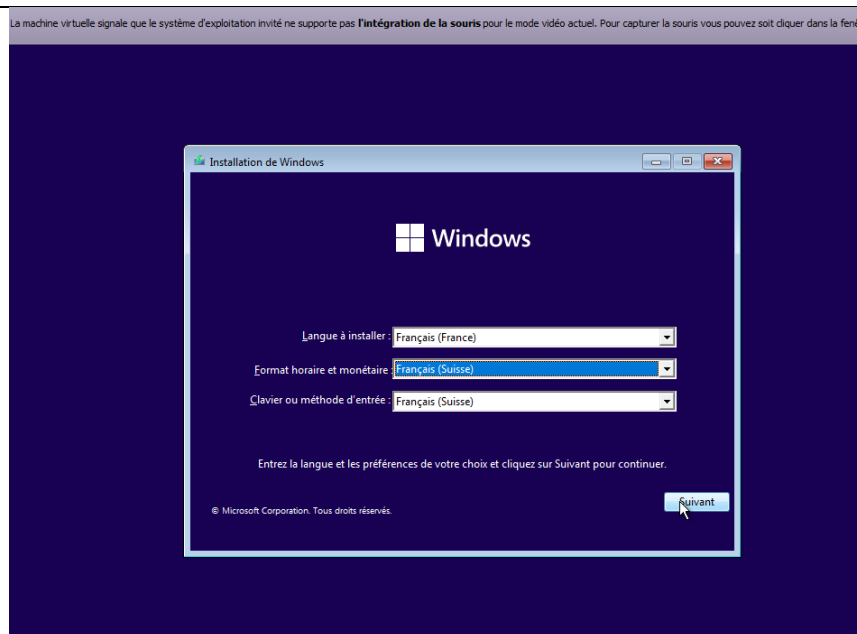 La machine virtuelle signale que le système d'exploitation invité ne supporte pas l'intégration de la souris pour le mode vidéo actuel. Pour capturer la souris vous pouvez soit cliquer dans la
Installation de Windows
Windows
Langue à installer : Français (France)
Format horaire et monétaire : Français (Suisse)
Clavier ou méthode d'entrée : Français (Suisse)
Entrez la langue et les préférences de votre choix et cliquez sur Suivant pour continuer.
Suivant
© Microsoft Corporation. Tous droits réservés.